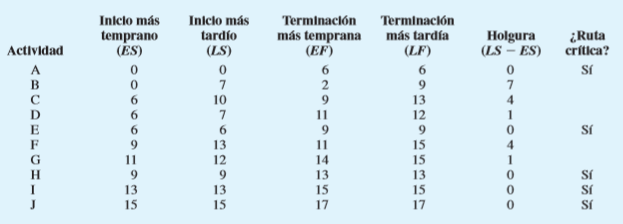 Inicio más Inicio más Terminación Terminación
temprano tardío más temprana más tardía Holgura ¿Ruta
Actividad (ES) (LS) (EF) (LF) (LS − ES) crítica?
A 0 0 6 6 0 Sí
B 0 7 2 9 7
C 6 10 9 13 4
D 6 7 11 12 1
E 6 6 9 9 0 Sí
F 9 13 11 15 4
G 11 12 14 15 1
H 9 9 13 13 0 Sí
I 13 13 15 15 0 Sí
J 15 15 17 17 0 Sí